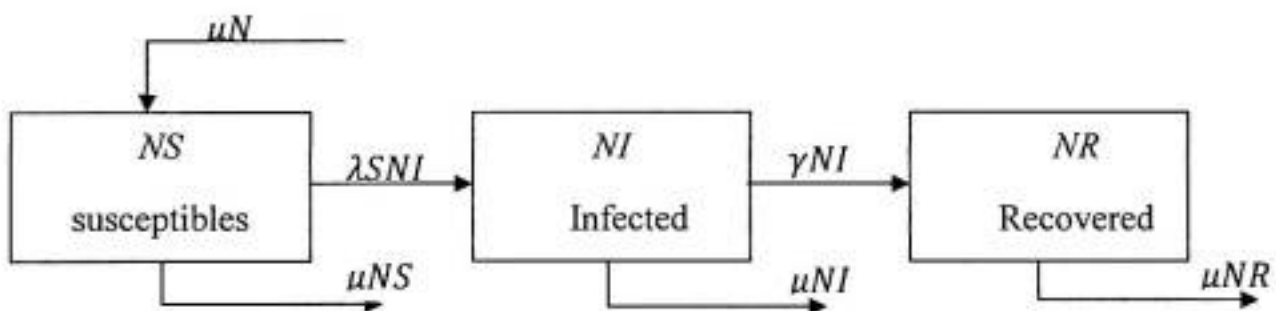 μN
NS NI NR
λSNI γNI
susceptibles Infected Recovered
μNS μNI μNR